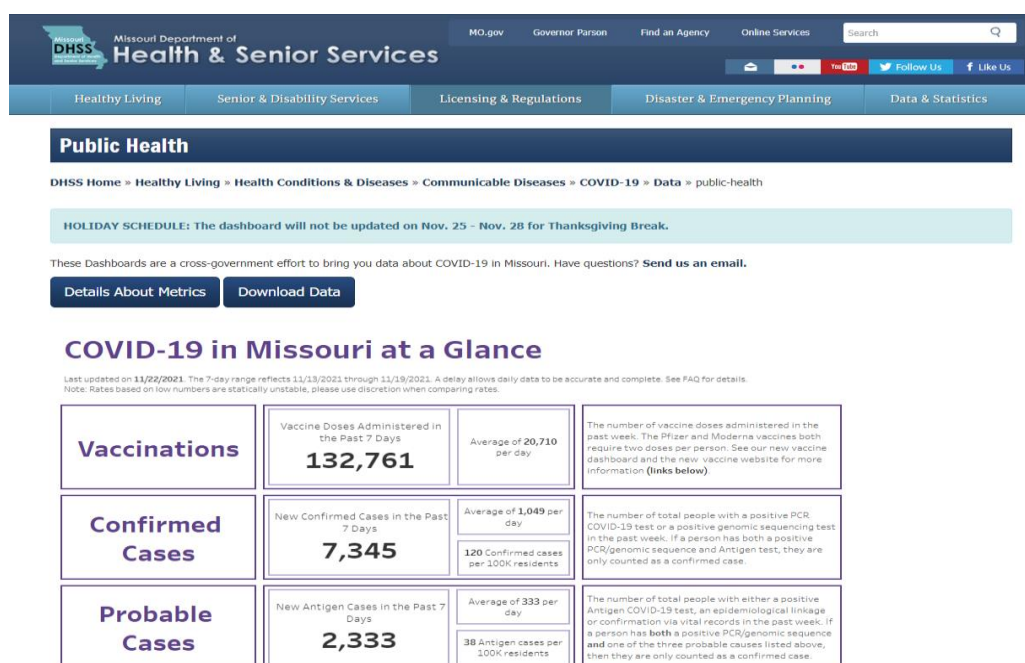 MO.gov Governor Parson Find an Agency Online Services Search
Missouri Department of
Missouri
DHSS
Health & Senior Services
You Tube Follow Us Like Us
Healthy Living Senior & Disability Services Licensing & Regulations Disaster & Emergency Planning Data & Statistics
Public Health
DHSS Home » Healthy Living » Health Conditions & Diseases » Communicable Diseases » COVID-19 » Data » public-health
HOLIDAY SCHEDULE: The dashboard will not be updated on Nov. 25 - Nov. 28 for Thanksgiving Break.
These Dashboards are a cross-government effort to bring you data about COVID-19 in Missouri. Have questions? Send us an email.
Details About Metrics Download Data
COVID-19 in Missouri at a Glance
Last updated on 11/22/2021. The 7-day range reflects 11/13/2021 through 11/19/2021. A delay allows daily data to be accurate and complete. See FAQ for details.
Note: Rates based on low numbers are statically unstable, please use discretion when comparing rates.
Vaccinations
Vaccine Doses Administered in
the Past 7 Days
132,761
Average of 20,710
per day
The number of vaccine doses administered in the
past week. The Pfizer and Moderna vaccines both
require two doses per person. See our new vaccine
dashboard and the new vaccine website for more
information (links below).
Confirmed
Cases
New Confirmed Cases in the Past
7 Days
7,345
Average of 1,049 per
day
120 Confirmed cases
per 100K residents
The number of total people with a positive PCR
COVID-19 test or a positive genomic sequencing test
in the past week. If a person has both a positive
PCR/genomic sequence and Antigen test, they are
only counted as a confirmed case.
Probable
Cases
New Antigen Cases in the Past 7
Days
2,333
Average of 333 per
day
38 Antigen cases per
100K residents
The number of total people with either a positive
Antigen COVID-19 test, an epidemiological linkage
or confirmation via vital records in the past week. If
a person has both a positive PCR/genomic sequence
and one of the three probable causes listed above,
then they are only counted as a confirmed case.